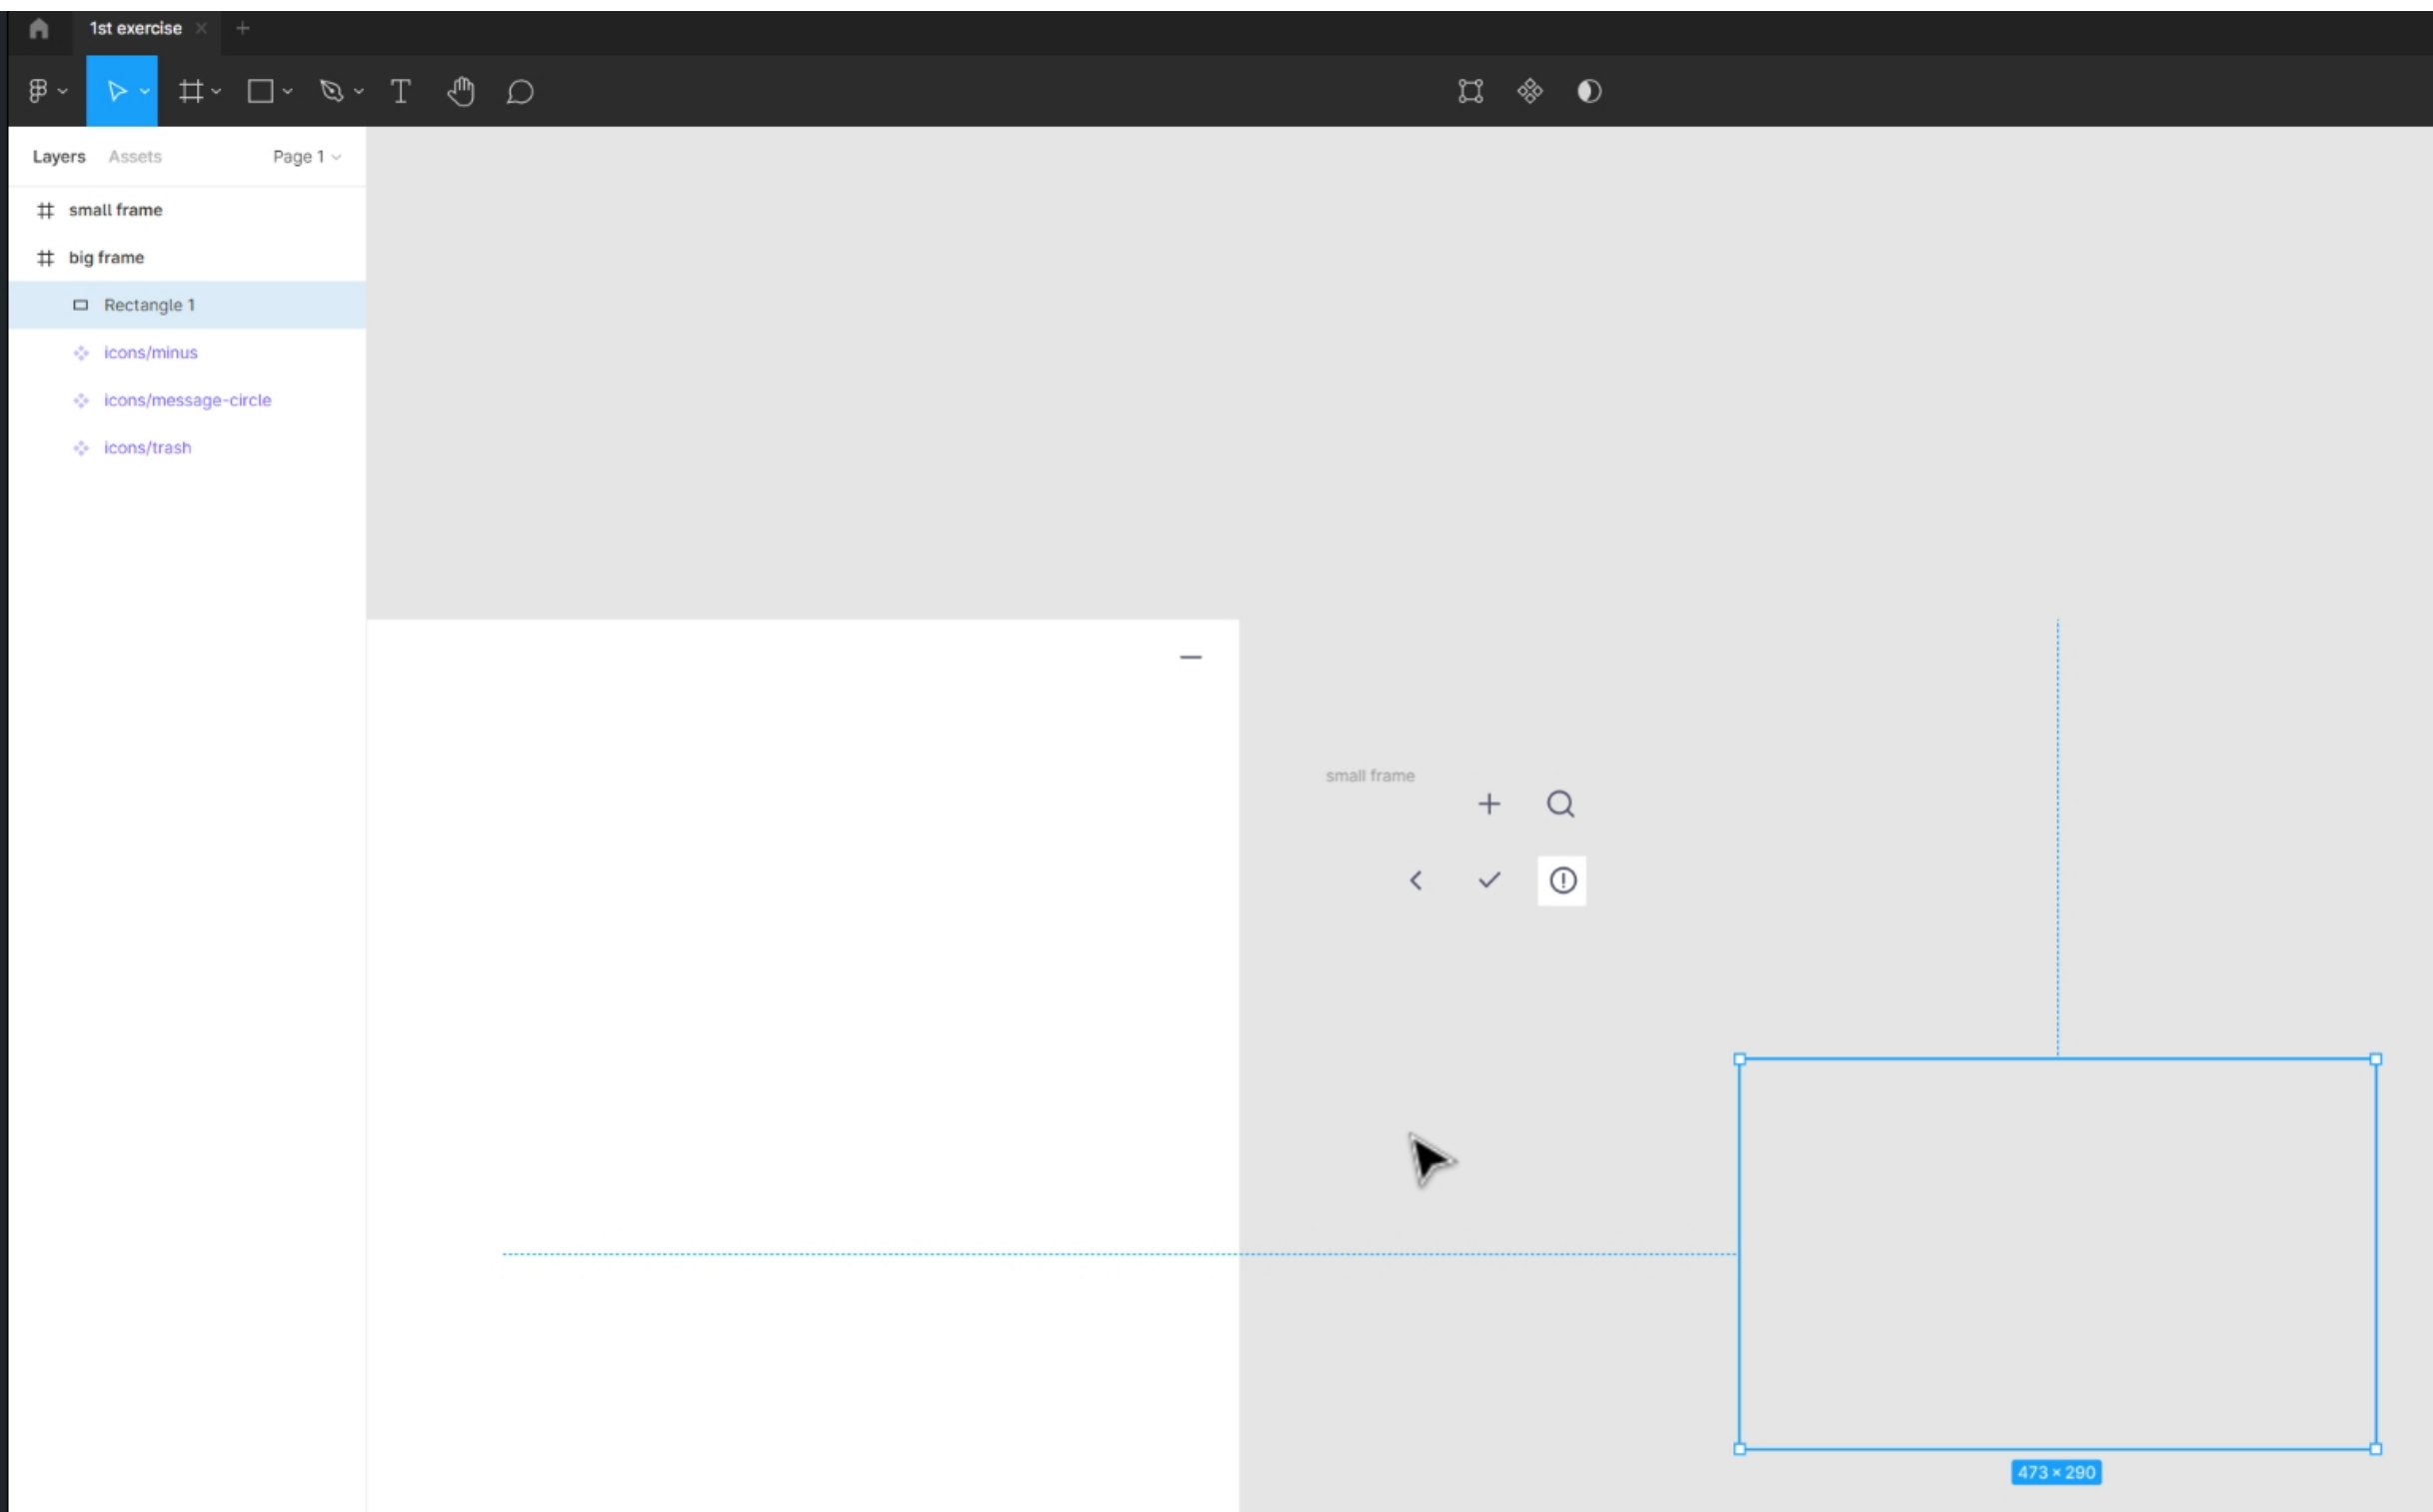 1st exercise
Layers Assets Page 1
small frame
big frame
Rectangle 1
icons/minus
icons/message-circle
icons/trash
small frame
473 × 290